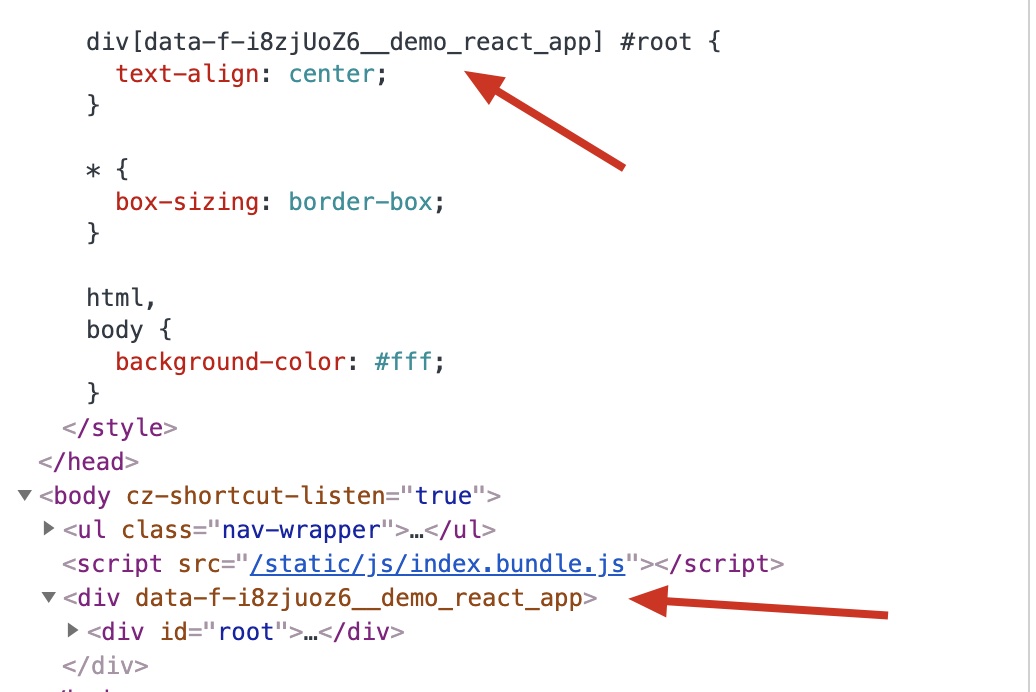 div[data-f-i8zjUoZ6__demo_react_app] #root {
text-align: center;
}
* {
box-sizing: border-box;
}
html,
body {
background-color: #fff;
}
</style>
</head>
<body cz-shortcut-listen="true">
<ul class="nav-wrapper">…</ul>
<script src="/static/js/index.bundle.js"></script>
<div data-f-i8zjuoz6__demo_react_app>
<div id="root">…</div>
</div>